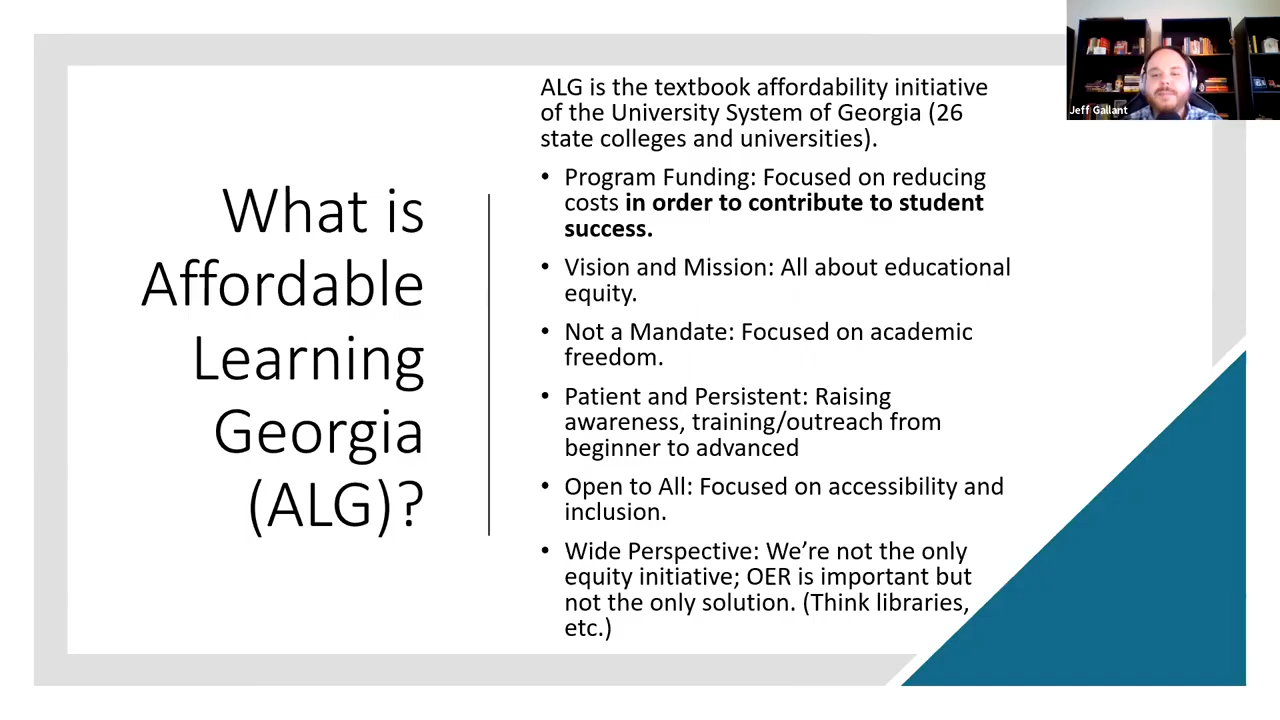 What is
Affordable
Learning
Georgia
(ALG)?
ALG is the textbook affordability initiative
of the University System of Georgia (26
state colleges and universities).
• Program Funding: Focused on reducing
costs in order to contribute to student
success.
• Vision and Mission: All about educational
equity.
• Not a Mandate: Focused on academic
freedom.
• Patient and Persistent: Raising
awareness, training/outreach from
beginner to advanced
• Open to All: Focused on accessibility and
inclusion.
• Wide Perspective: We’re not the only
equity initiative; OER is important but
not the only solution. (Think libraries,
etc.)
Jeff Gallant